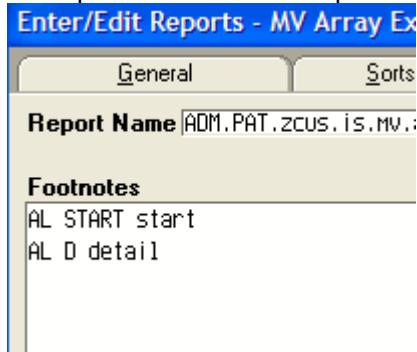 Enter/Edit Reports - MV Array Ex
General
Sorts
Report Name ADM.PAT.zcus.is.mv.
Footnotes
AL START start
AL D detail